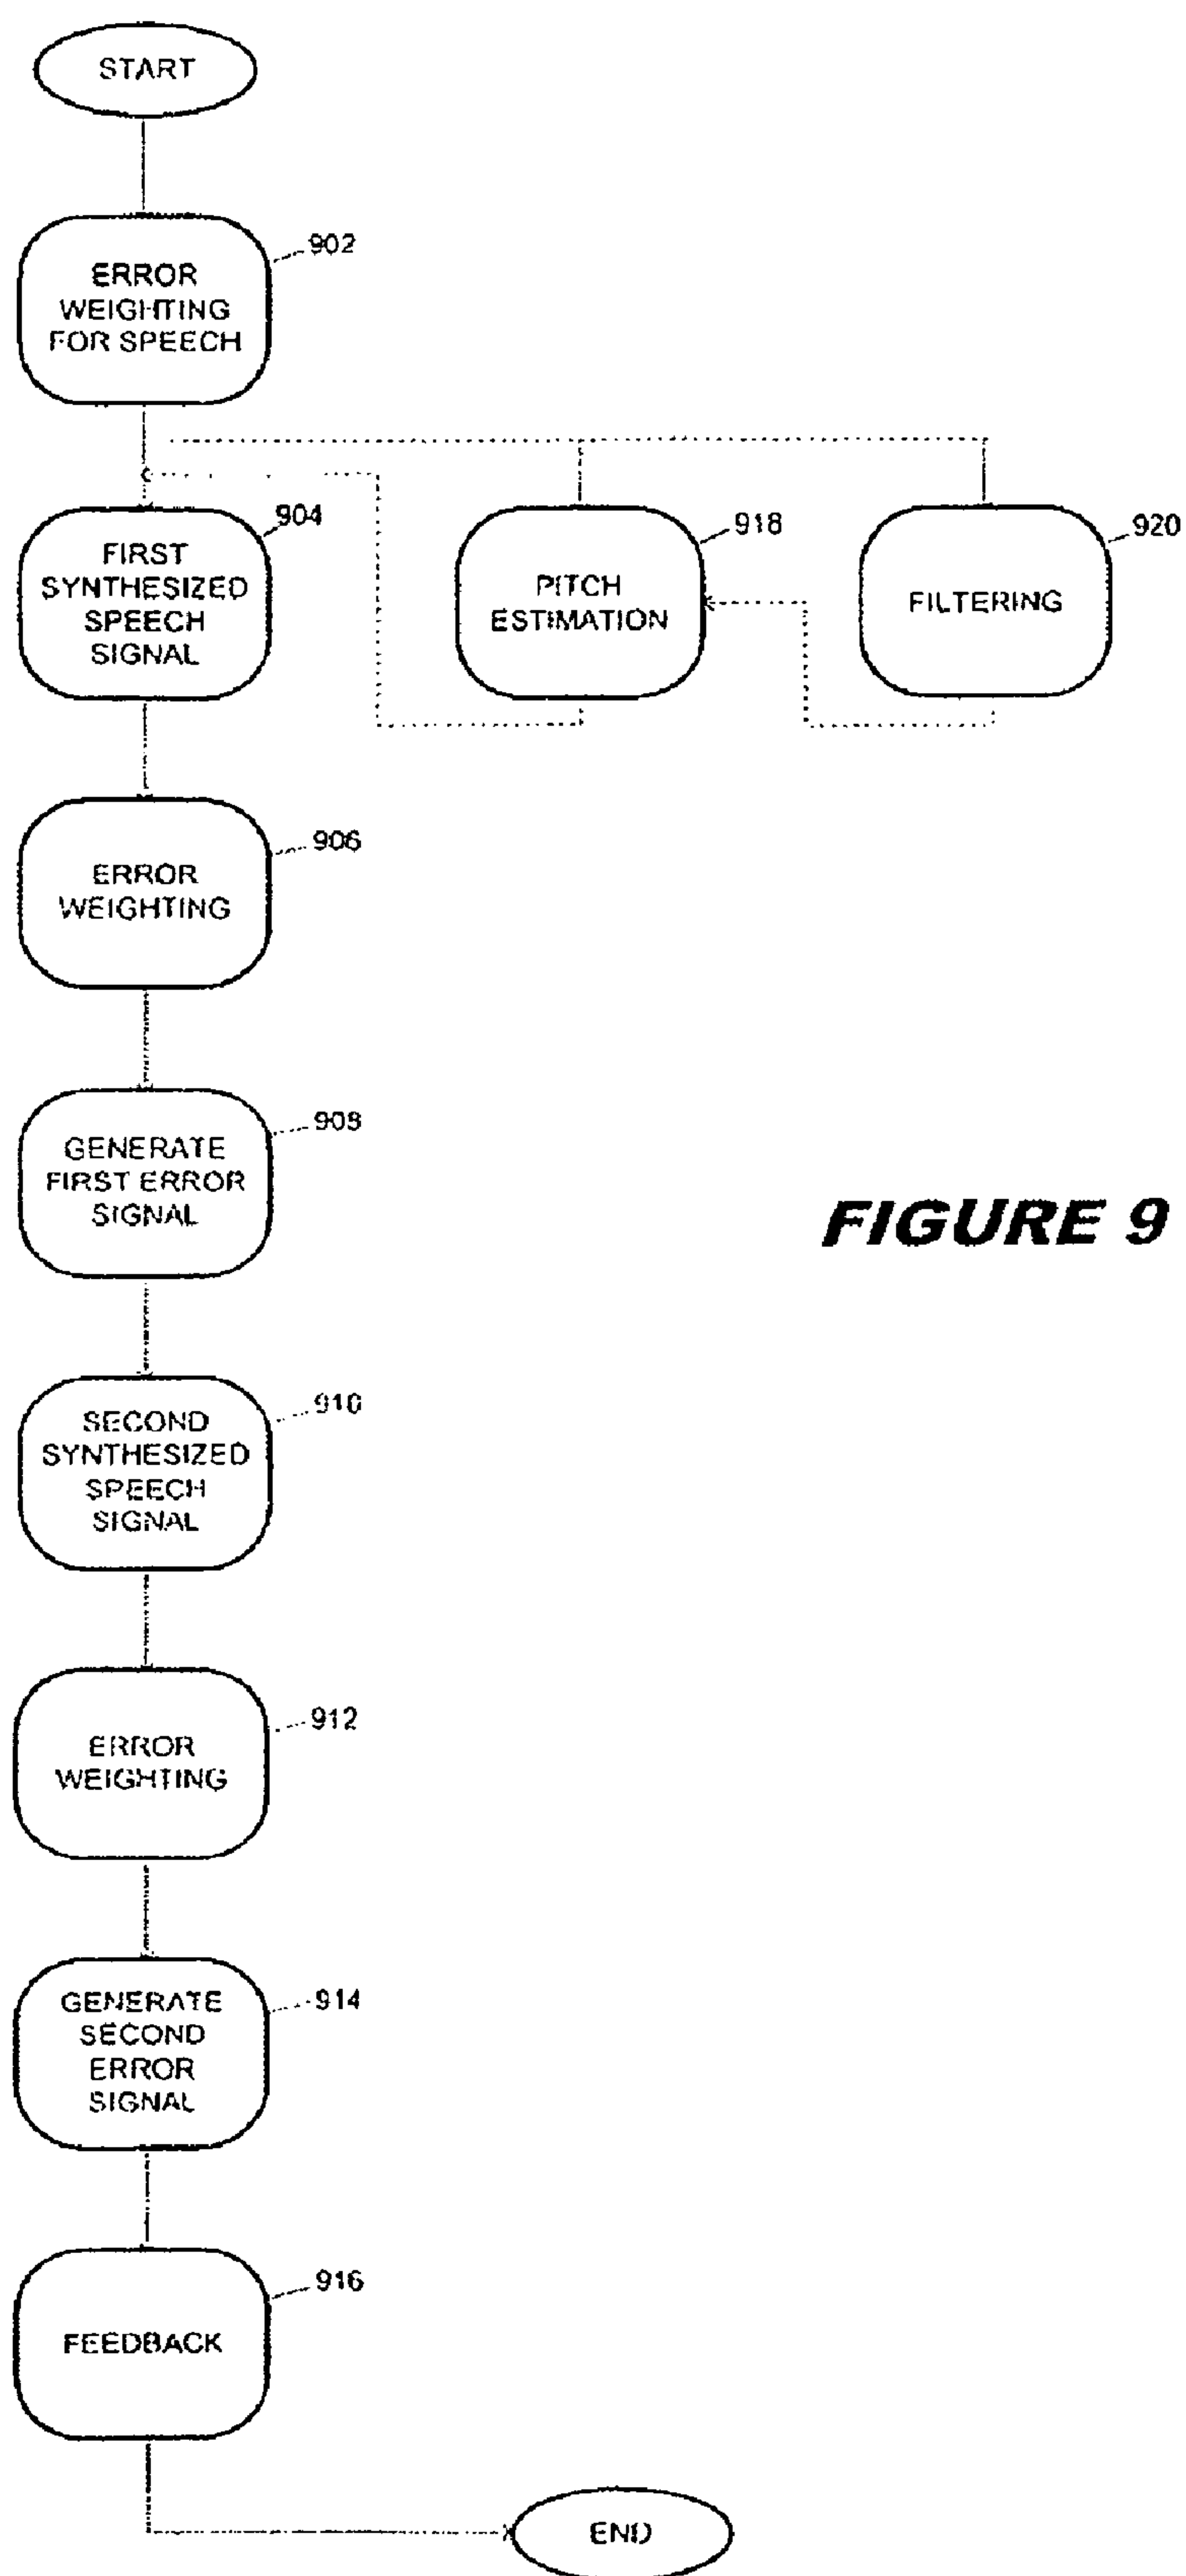 START
902
ERROR
WEIGHTING
FOR SPEECH
904
FIRST
SYNTHESIZED
SPEECH
SIGNAL
918
PITCH
ESTIMATION
920
FILTERING
906
ERROR
WEIGHTING
908
GENERATE
FIRST ERROR
SIGNAL
FIGURE 9
910
SECOND
SYNTHESIZED
SPEECH
SIGNAL
912
ERROR
WEIGHTING
914
GENERATE
SECOND
ERROR
SIGNAL
916
FEEDBACK
END